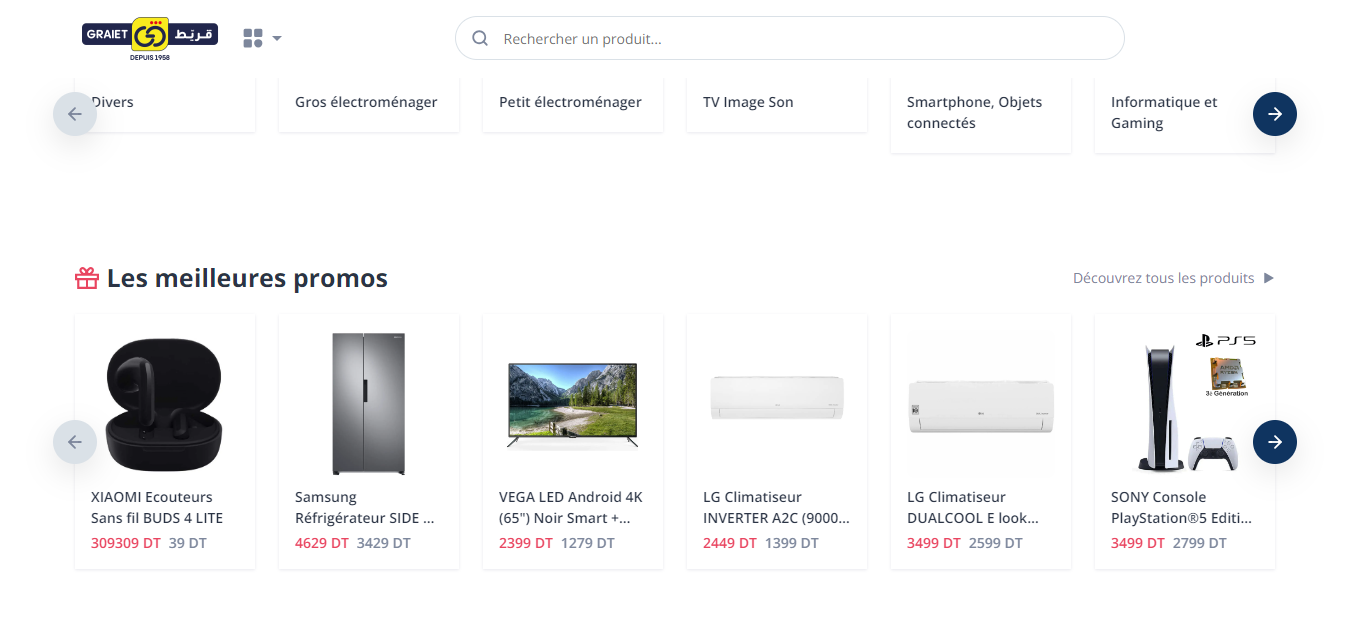 GRAIET قريّط
DEPUIS 1958
Rechercher un produit...
Divers
Gros électroménager
Petit électroménager
TV Image Son
Smartphone, Objets
connectés
Informatique et
Gaming
Les meilleures promos
Découvrez tous les produits
PS5
AMD
RYZEN
3è Génération
XIAOMI Ecouteurs
Sans fil BUDS 4 LITE
309309 DT 39 DT
Samsung
Réfrigérateur SIDE ...
4629 DT 3429 DT
VEGA LED Android 4K
(65") Noir Smart +...
2399 DT 1279 DT
LG Climatiseur
INVERTER A2C (9000...
2449 DT 1399 DT
LG
LG Climatiseur
DUALCOOL E look...
3499 DT 2599 DT
SONY Console
PlayStation®5 Editi...
3499 DT 2799 DT